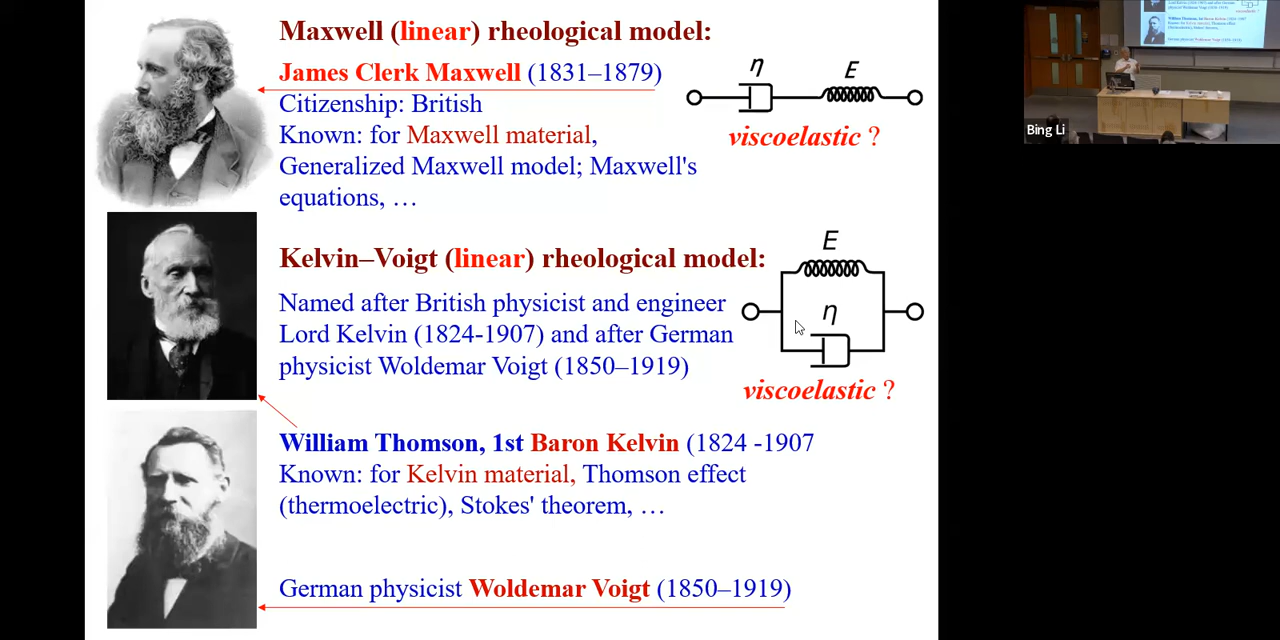 Maxwell (linear) rheological model:
James Clerk Maxwell (1831–1879)
Citizenship: British
Known: for Maxwell material,
Generalized Maxwell model; Maxwell's
equations, …
η E
viscoelastic ?
Kelvin–Voigt (linear) rheological model:
Named after British physicist and engineer
Lord Kelvin (1824-1907) and after German
physicist Woldemar Voigt (1850–1919)
E
η
viscoelastic ?
William Thomson, 1st Baron Kelvin (1824 -1907
Known: for Kelvin material, Thomson effect
(thermoelectric), Stokes' theorem, …
German physicist Woldemar Voigt (1850–1919)
Bing Li